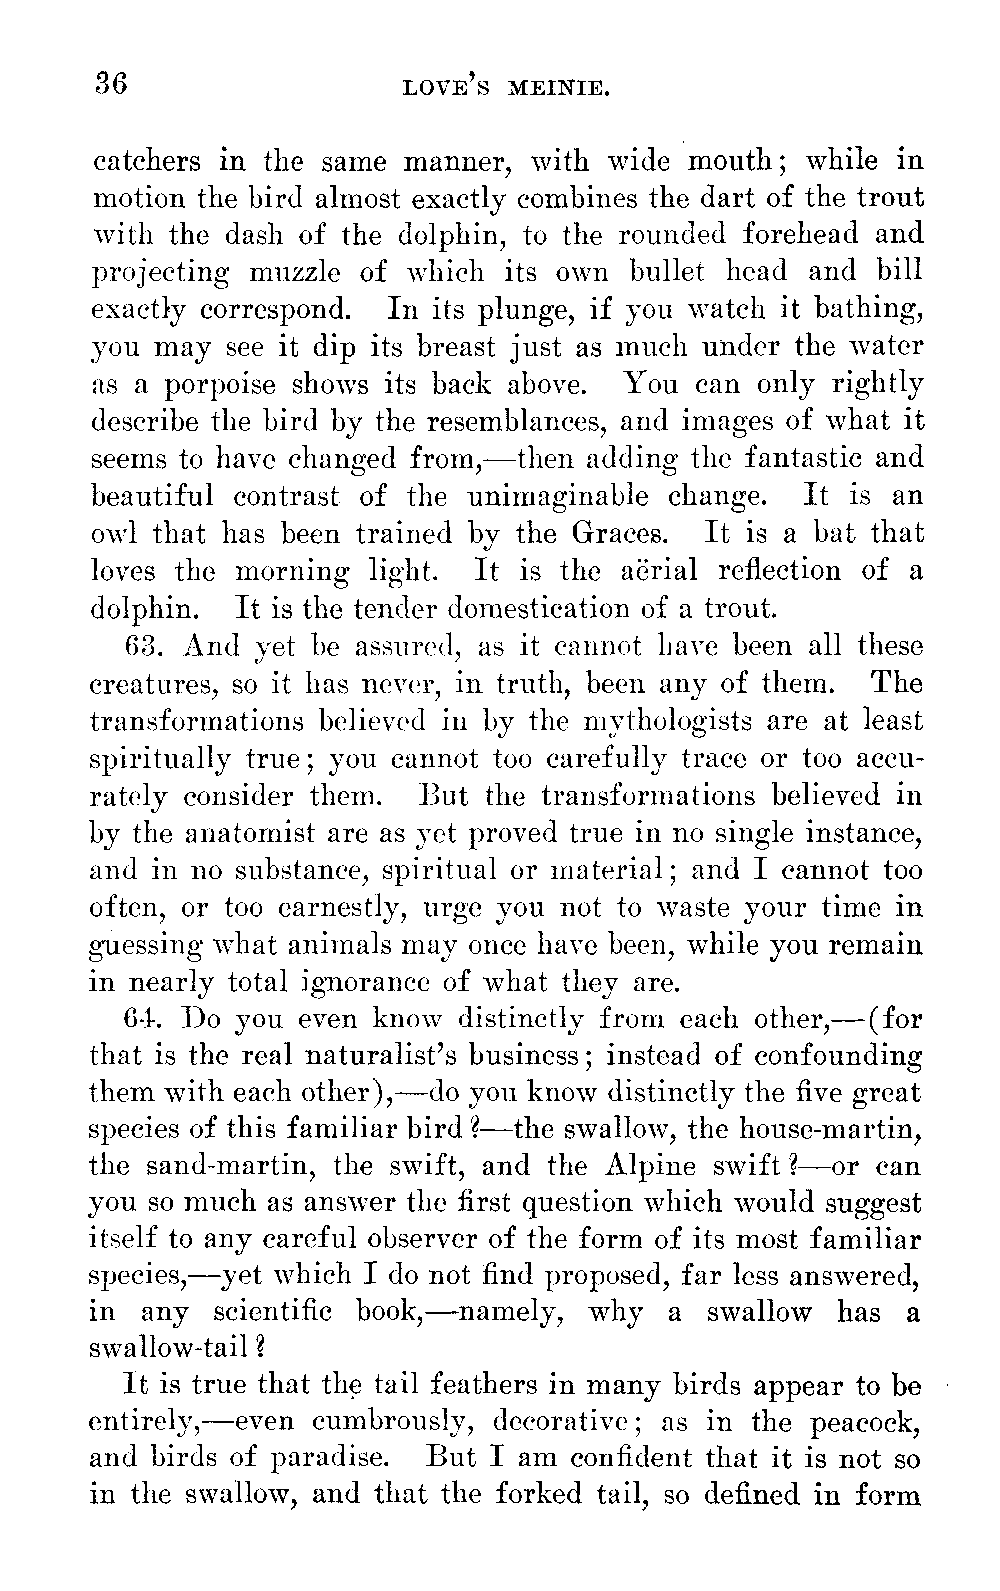 36 LOVE'S MEINIE.
catchers in the same manner, with wide mouth; while in
motion the bird almost exactly combines the dart of the trout
with the dash of the dolphin, to the rounded forehead and
projecting muzzle of which its own bullet head and bill
exactly correspond. In its plunge, if you watch it bathing,
you may see it dip its breast just as much under the water
as a porpoise shows its back above. You can only rightly
describe the bird by the resemblances, and images of what it
seems to have changed from,—then adding the fantastic and
beautiful contrast of the unimaginable change. It is an
owl that has been trained by the Graces. It is a bat that
loves the morning light. It is the aërial reflection of a
dolphin. It is the tender domestication of a trout.
63. And yet be assured, as it cannot have been all these
creatures, so it has never, in truth, been any of them. The
transformations believed in by the mythologists are at least
spiritually true; you cannot too carefully trace or too accu-
rately consider them. But the transformations believed in
by the anatomist are as yet proved true in no single instance,
and in no substance, spiritual or material; and I cannot too
often, or too earnestly, urge you not to waste your time in
guessing what animals may once have been, while you remain
in nearly total ignorance of what they are.
64. Do you even know distinctly from each other,—(for
that is the real naturalist's business; instead of confounding
them with each other),—do you know distinctly the five great
species of this familiar bird?—the swallow, the house-martin,
the sand-martin, the swift, and the Alpine swift?—or can
you so much as answer the first question which would suggest
itself to any careful observer of the form of its most familiar
species,—yet which I do not find proposed, far less answered,
in any scientific book,—namely, why a swallow has a
swallow-tail?
It is true that the tail feathers in many birds appear to be
entirely,—even cumbrously, decorative; as in the peacock,
and birds of paradise. But I am confident that it is not so
in the swallow, and that the forked tail, so defined in form